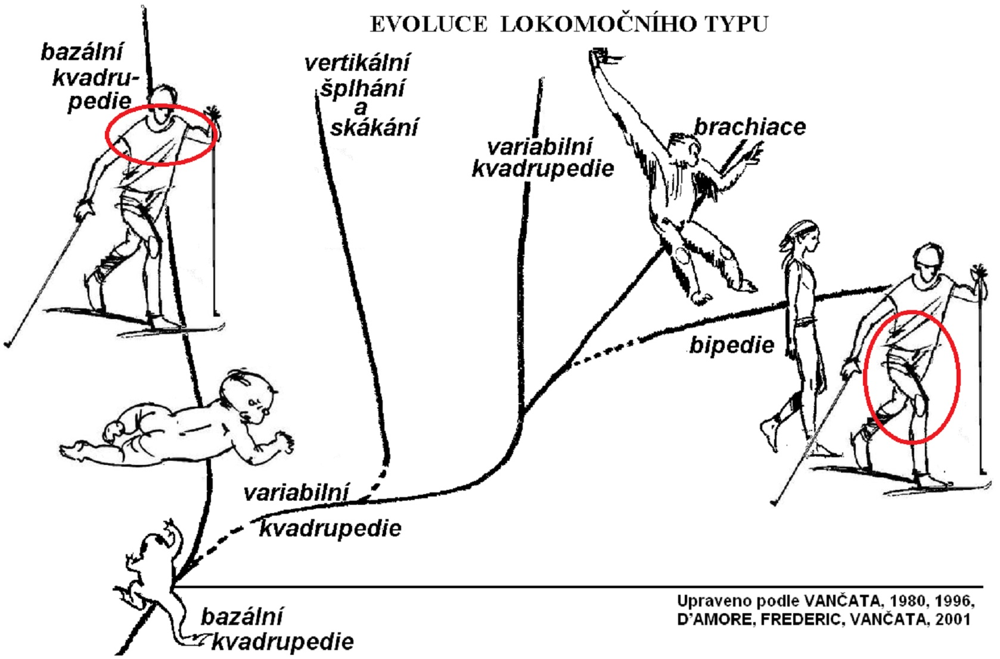 EVOLUCE LOKOMOČNÍHO TYPU
bazální
kvadru-
pedie
vertikální
šplhání
a
skákání
variabilní
kvadrupedie
brachiace
bipedie
variabilní
kvadrupedie
bazální
kvadrupedie
Upraveno podle VANČATA, 1980, 1996,
D'AMORE, FREDERIC, VANČATA, 2001